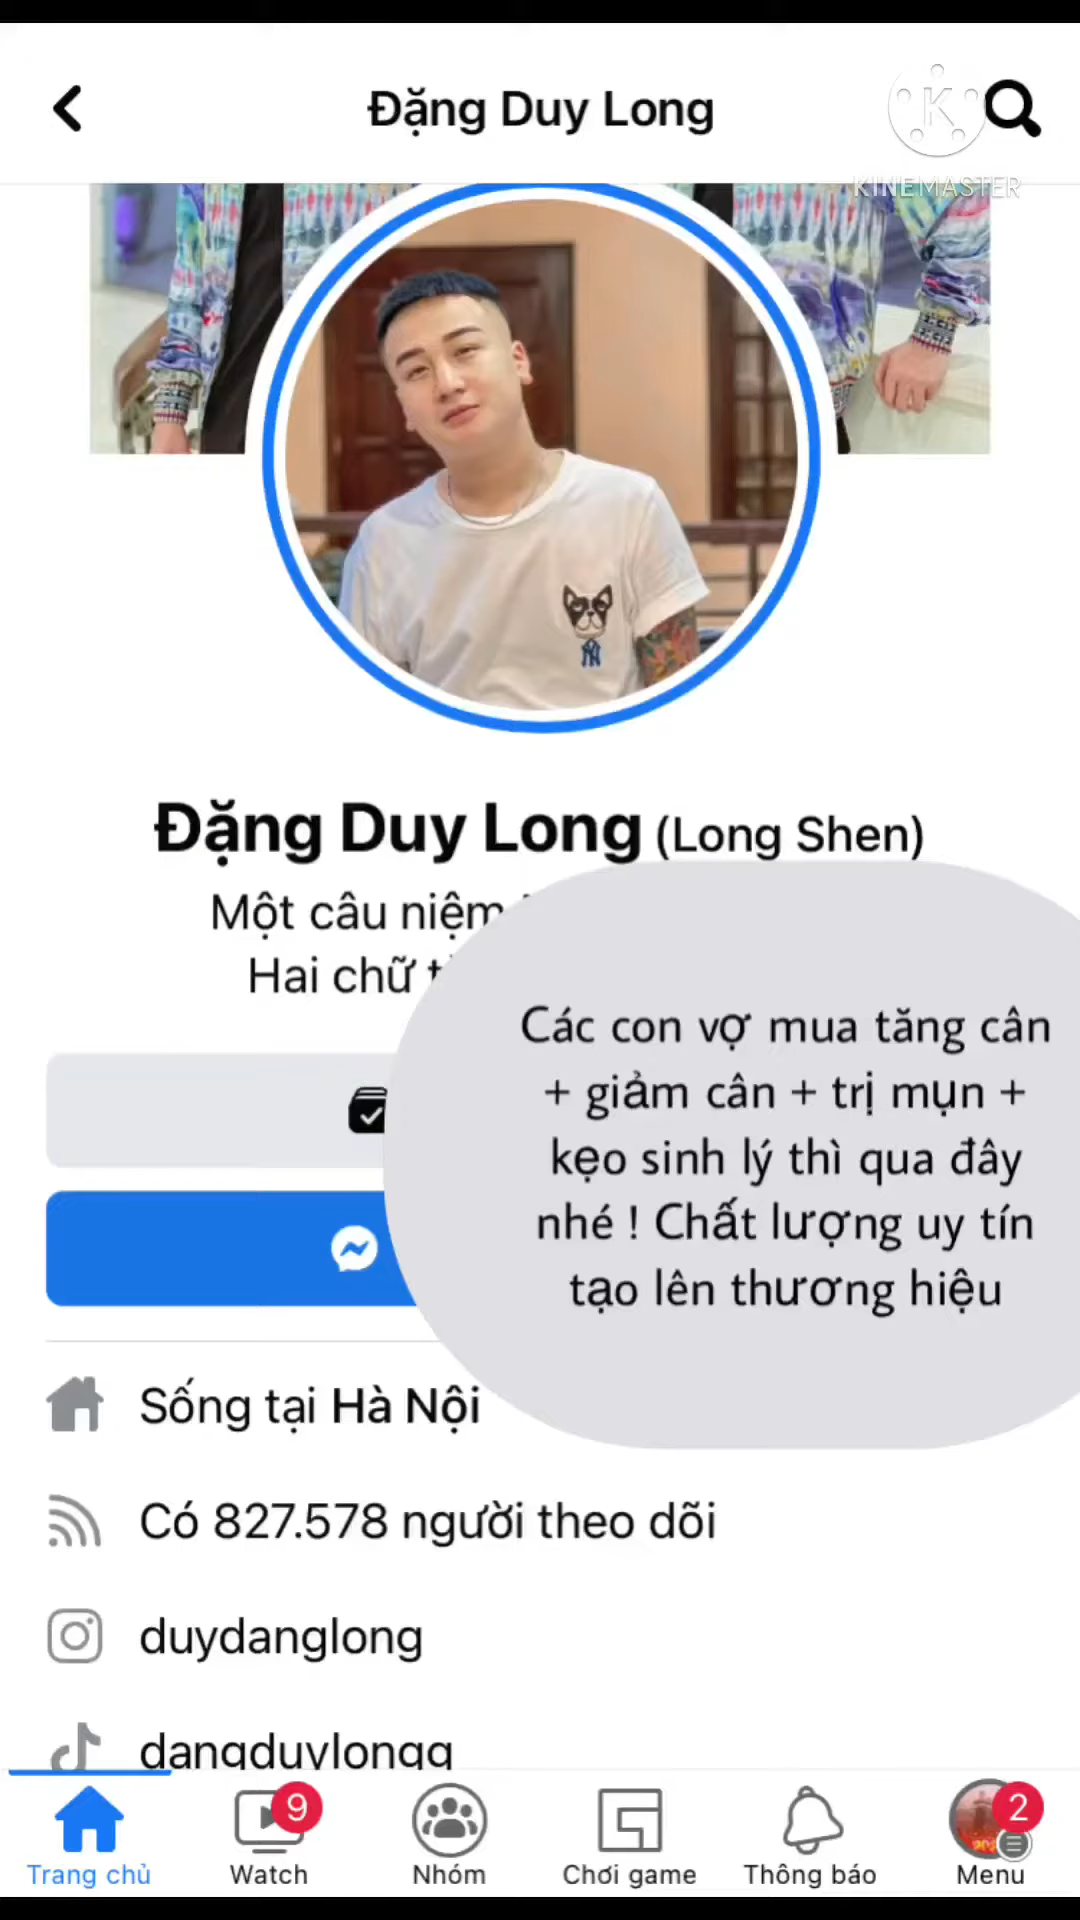 Đặng Duy Long
KINEMASTER
Đặng Duy Long (Long Shen)
Một câu niệm
Hai chữ
Các con vợ mua tăng cân
+ giảm cân + trị mụn +
kẹo sinh lý thì qua đây
nhé ! Chất lượng uy tín
tạo lên thương hiệu
Sống tại Hà Nội
Có 827.578 người theo dõi
duydanglong
dangduylongg
9
2
Trang chủ
Watch
Nhóm
Chơi game
Thông báo
Menu